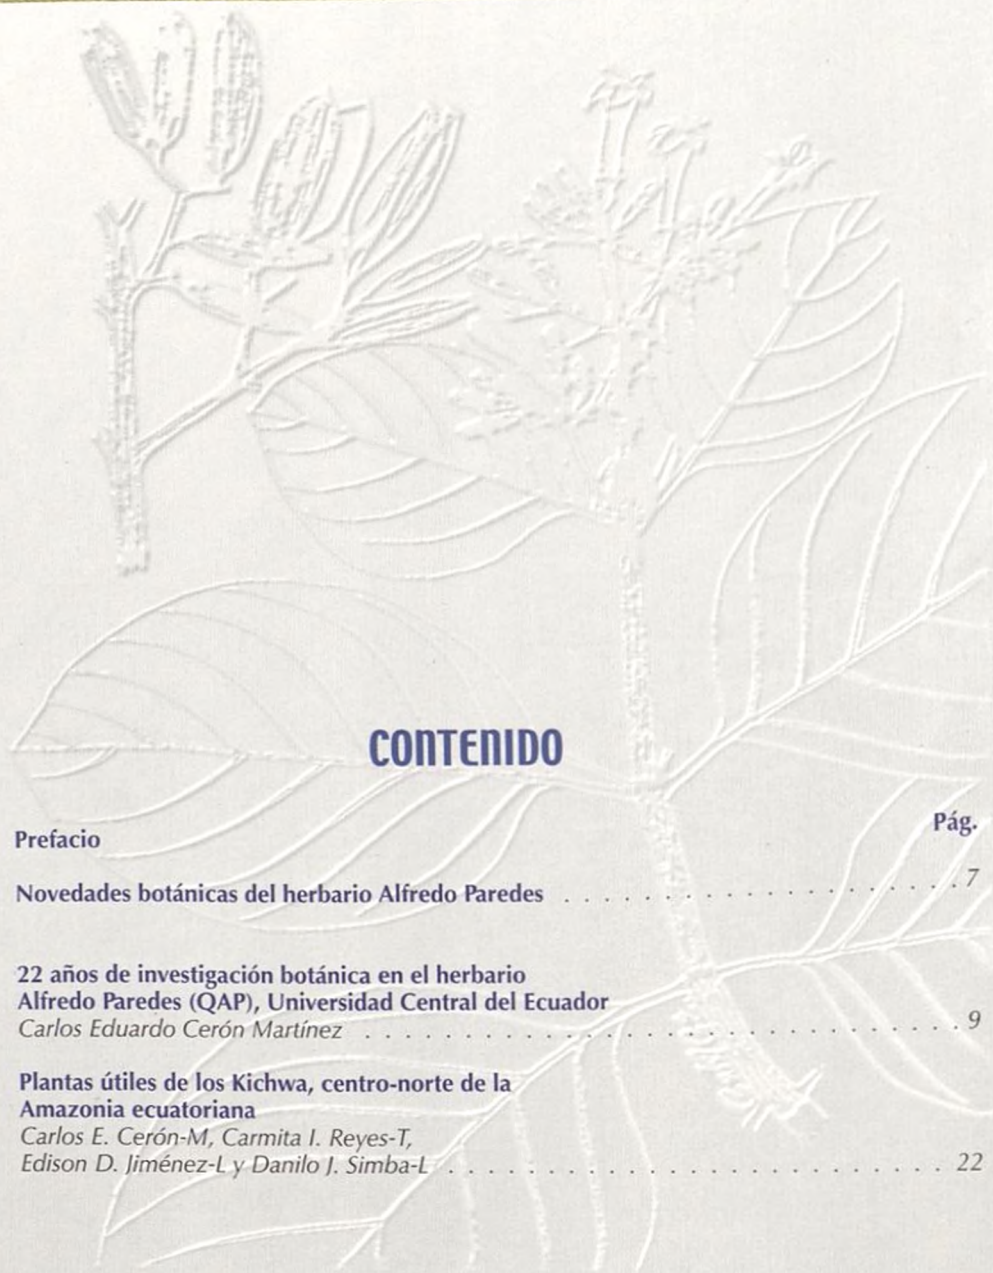 CONTENIDO
Pág.
Prefacio
Novedades botánicas del herbario Alfredo Paredes . . . . . . . . . . . . . . . . . . . . . . 7
22 años de investigación botánica en el herbario
Alfredo Paredes (QAP), Universidad Central del Ecuador
Carlos Eduardo Cerón Martínez . . . . . . . . . . . . . . . . . . . . . . . . . . . . . . . . 9
Plantas útiles de los Kichwa, centro-norte de la
Amazonia ecuatoriana
Carlos E. Cerón-M, Carmita I. Reyes-T,
Edison D. Jiménez-L y Danilo J. Simba-L . . . . . . . . . . . . . . . . . . . . . . . . . . 22